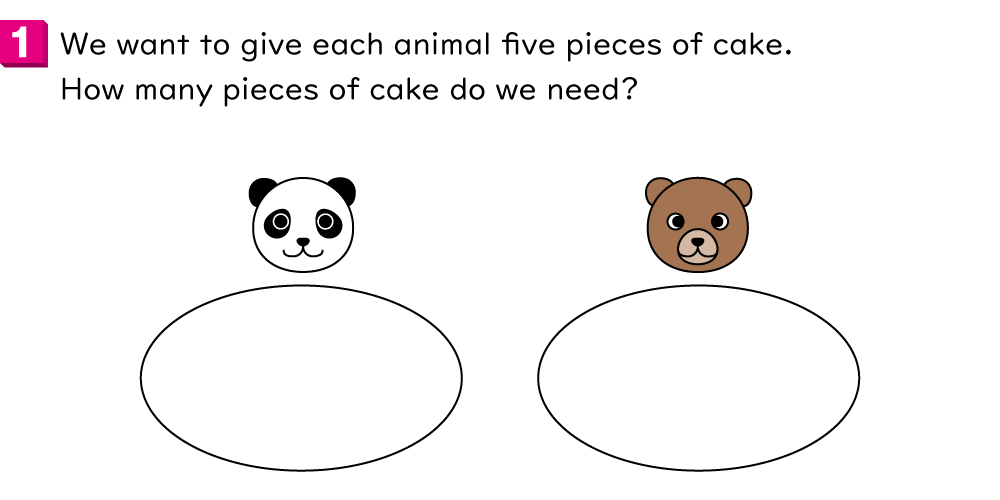 1 We want to give each animal five pieces of cake.
How many pieces of cake do we need?